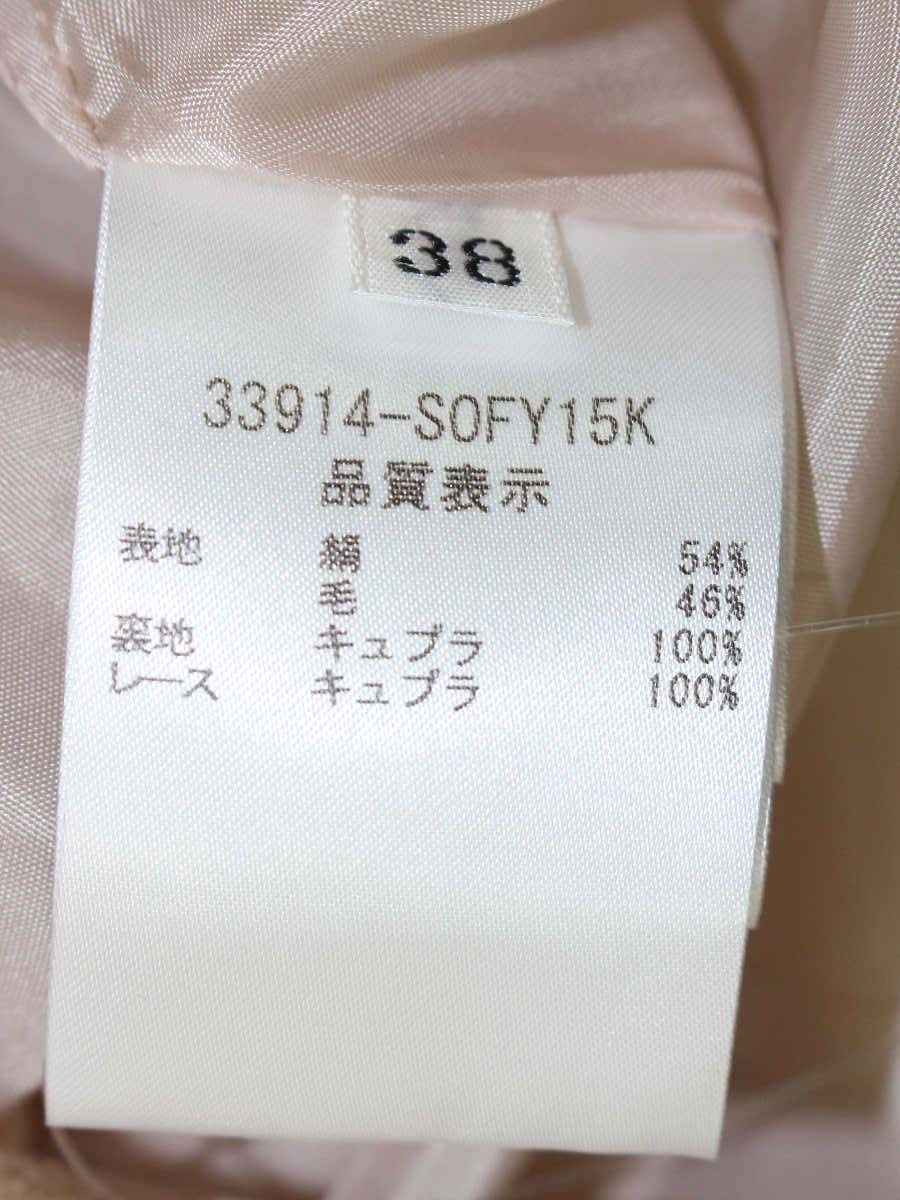 38
33914-SOFY15K
品質表示
表地 絹 54%
毛 46%
裏地 キュプラ 100%
レース キュプラ 100%